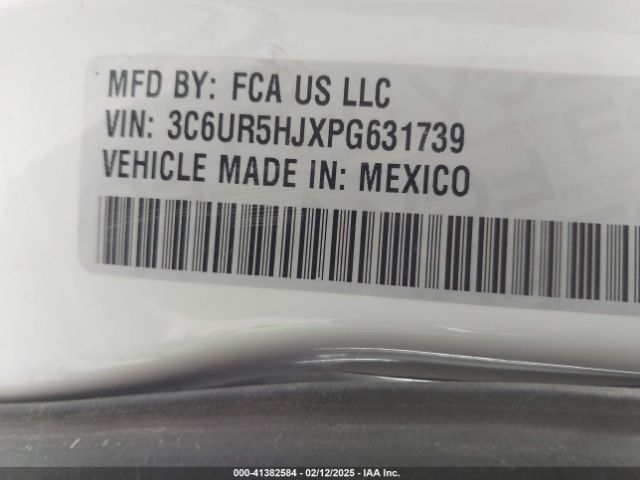 MFD BY: FCA US LLC
VIN: 3C6UR5HJXPG631739
VEHICLE MADE IN: MEXICO
000-41382584 - 02/12/2025 - IAA Inc.